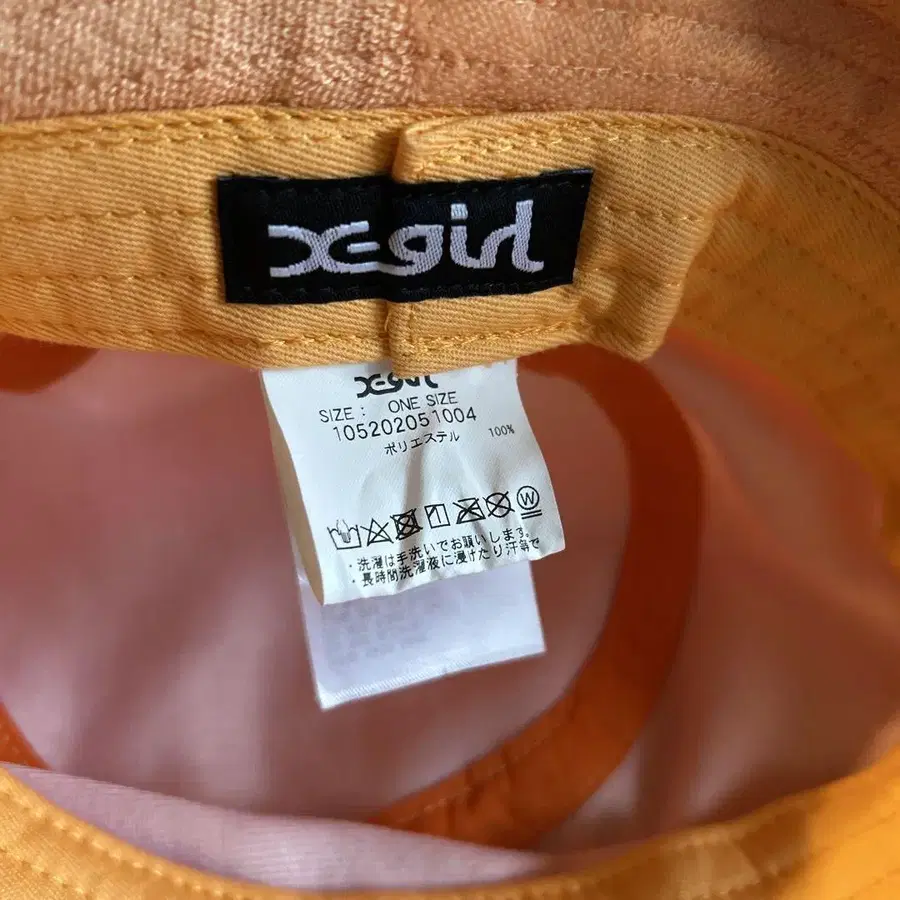 X-girl
X-girl
SIZE : ONE SIZE
105202051004
ポリエステル 100%
W
・洗濯は手洗いでお願いします。
・長時間洗濯液に浸けたり汗等で